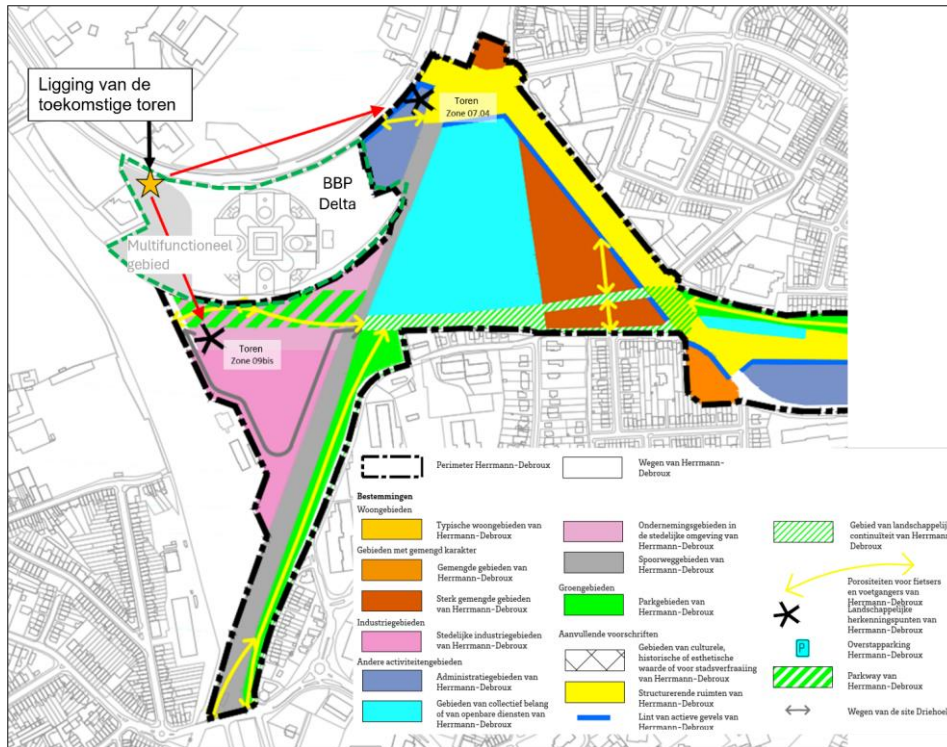 Ligging van de
toekomstige toren
Toren
Zone 07.04
BBP
Delta
Multifunctioneel
gebied
Toren
Zone 09bis
Perimeter Herrmann-Debroux
Wegen van Herrmann-
Debroux
Bestemmingen
Woongebieden
Typische woongebieden van
Herrmann-Debroux
Gebieden met gemengd karakter
Gemengde gebieden van
Herrmann-Debroux
Sterk gemengde gebieden
van Herrmann-Debroux
Industriegebieden
Stedelijke industriegebieden
van Herrmann-Debroux
Andere activiteitengebieden
Administratiegebieden van
Herrmann-Debroux
Gebieden van collectief belang
of van openbare diensten van
Herrmann-Debroux
Ondernemingsgebieden in
de stedelijke omgeving van
Herrmann-Debroux
Spoorweggebieden van
Herrmann-Debroux
Groengebieden
Parkgebieden van
Herrmann-Debroux
Aanvullende voorschriften
Gebieden van culturele,
historische of esthetische
waarde of voor stadsverfraaiing
van Herrmann-Debroux
Structurerende ruimten van
Herrmann-Debroux
Lint van actieve gevels van
Herrmann-Debroux
Gebied van landschappelij
continuïteit van Herrmann
Debroux
Porositeiten voor fietsers
en voetgangers van
Herrmann-Debroux
Landschappelijke
herkenningspunten van
Herrmann-Debroux
P
Overstapparking
Herrmann-Debroux
Parkway van
Herrmann-Debroux
Wegen van de site Driehoek